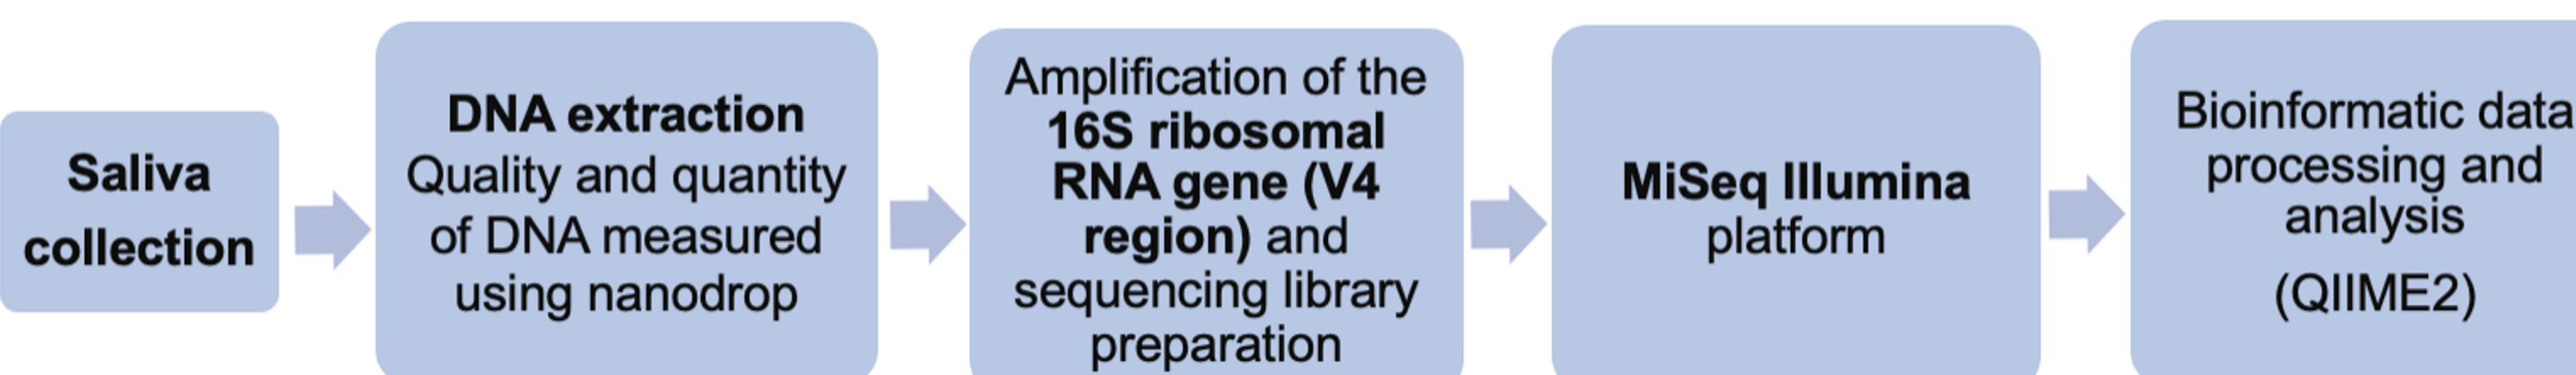 Saliva
collection
DNA extraction
Quality and quantity
of DNA measured
using nanodrop
Amplification of the
16S ribosomal
RNA gene (V4
region) and
sequencing library
preparation
MiSeq Illumina
platform
Bioinformatic data
processing and
analysis
(QIIME2)